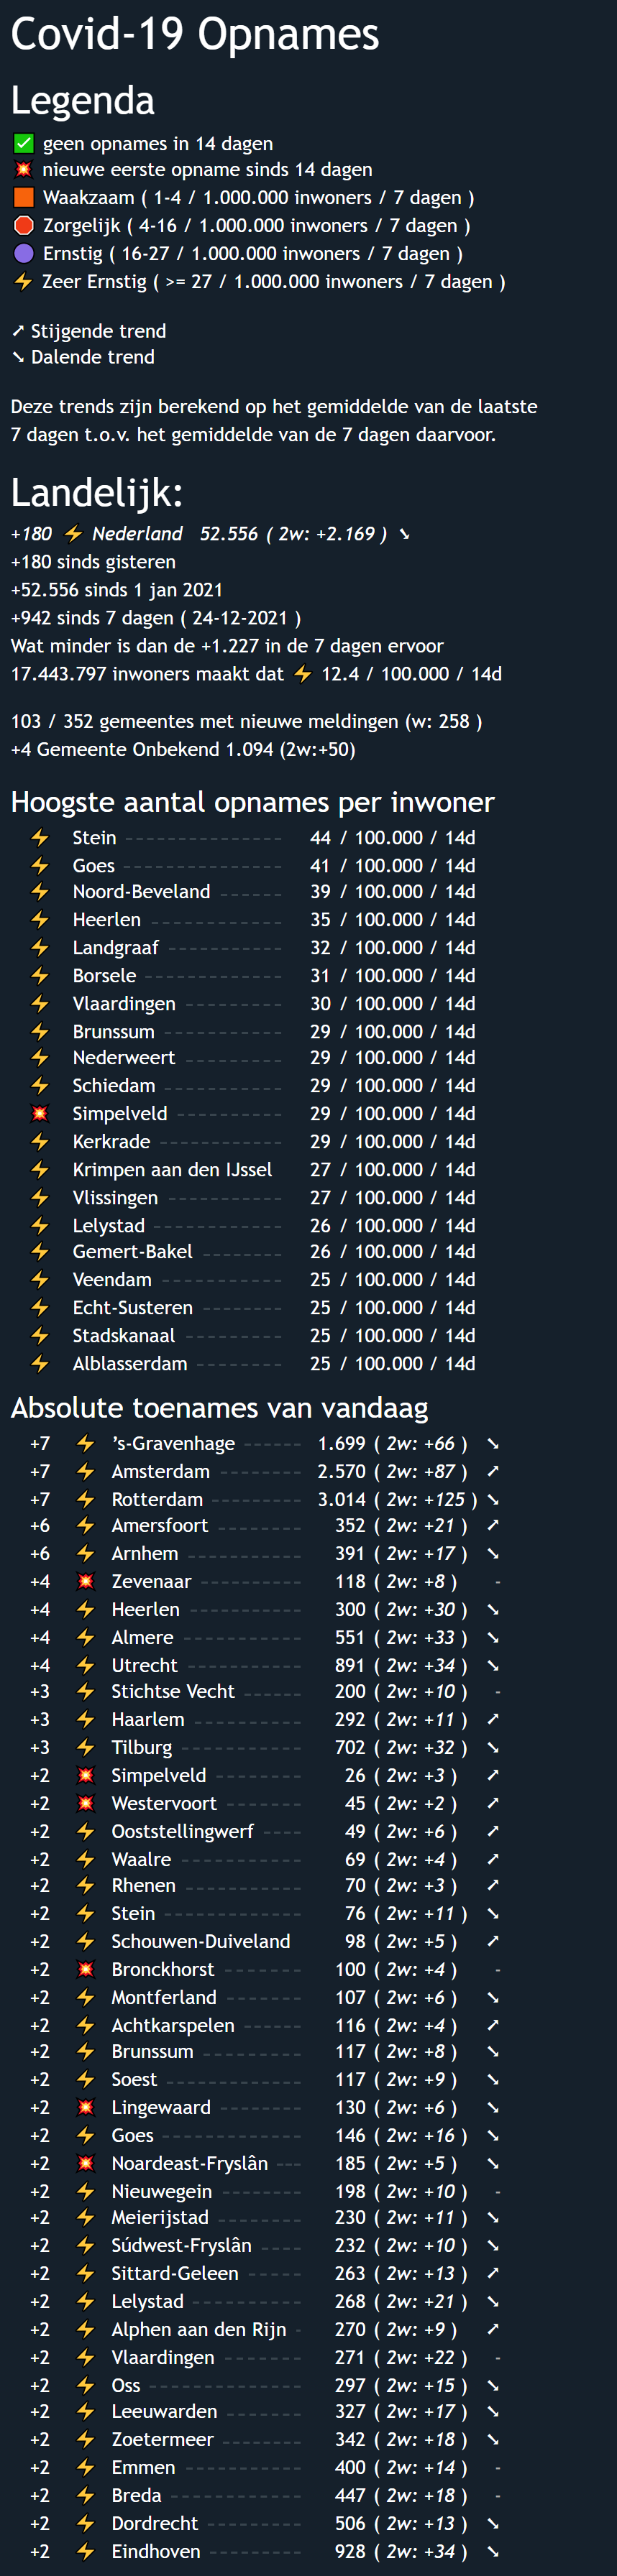 Covid-19 Opnames
Legenda
✅ geen opnames in 14 dagen
💥 nieuwe eerste opname sinds 14 dagen
🟧 Waakzaam ( 1-4 / 1.000.000 inwoners / 7 dagen )
🛑 Zorgelijk ( 4-16 / 1.000.000 inwoners / 7 dagen )
🟣 Ernstig ( 16-27 / 1.000.000 inwoners / 7 dagen )
⚡ Zeer Ernstig ( >= 27 / 1.000.000 inwoners / 7 dagen )
➚ Stijgende trend
➘ Dalende trend
Deze trends zijn berekend op het gemiddelde van de laatste
7 dagen t.o.v. het gemiddelde van de 7 dagen daarvoor.
Landelijk:
+180 ⚡ Nederland 52.556 ( 2w: +2.169 ) ➘
+180 sinds gisteren
+52.556 sinds 1 jan 2021
+942 sinds 7 dagen ( 24-12-2021 )
Wat minder is dan de +1.227 in de 7 dagen ervoor
17.443.797 inwoners maakt dat ⚡ 12.4 / 100.000 / 14d
103 / 352 gemeentes met nieuwe meldingen (w: 258 )
+4 Gemeente Onbekend 1.094 (2w:+50)
Hoogste aantal opnames per inwoner
⚡ Stein 44 / 100.000 / 14d
⚡ Goes 41 / 100.000 / 14d
⚡ Noord-Beveland 39 / 100.000 / 14d
⚡ Heerlen 35 / 100.000 / 14d
⚡ Landgraaf 32 / 100.000 / 14d
⚡ Borsele 31 / 100.000 / 14d
⚡ Vlaardingen 30 / 100.000 / 14d
⚡ Brunssum 29 / 100.000 / 14d
⚡ Nederweert 29 / 100.000 / 14d
⚡ Schiedam 29 / 100.000 / 14d
💥 Simpelveld 29 / 100.000 / 14d
⚡ Kerkrade 29 / 100.000 / 14d
⚡ Krimpen aan den IJssel 27 / 100.000 / 14d
⚡ Vlissingen 27 / 100.000 / 14d
⚡ Lelystad 26 / 100.000 / 14d
⚡ Gemert-Bakel 26 / 100.000 / 14d
⚡ Veendam 25 / 100.000 / 14d
⚡ Echt-Susteren 25 / 100.000 / 14d
⚡ Stadskanaal 25 / 100.000 / 14d
⚡ Alblasserdam 25 / 100.000 / 14d
Absolute toenames van vandaag
+7 ⚡ ’s-Gravenhage 1.699 ( 2w: +66 ) ➘
+7 ⚡ Amsterdam 2.570 ( 2w: +87 ) ➚
+7 ⚡ Rotterdam 3.014 ( 2w: +125 ) ➘
+6 ⚡ Amersfoort 352 ( 2w: +21 ) ➚
+6 ⚡ Arnhem 391 ( 2w: +17 ) ➘
+4 💥 Zevenaar 118 ( 2w: +8 ) -
+4 ⚡ Heerlen 300 ( 2w: +30 ) ➘
+4 ⚡ Almere 551 ( 2w: +33 ) ➘
+4 ⚡ Utrecht 891 ( 2w: +34 ) ➘
+3 ⚡ Stichtse Vecht 200 ( 2w: +10 ) -
+3 ⚡ Haarlem 292 ( 2w: +11 ) ➚
+3 ⚡ Tilburg 702 ( 2w: +32 ) ➘
+2 💥 Simpelveld 26 ( 2w: +3 ) ➚
+2 💥 Westervoort 45 ( 2w: +2 ) ➚
+2 ⚡ Ooststellingwerf 49 ( 2w: +6 ) ➚
+2 ⚡ Waalre 69 ( 2w: +4 ) ➚
+2 ⚡ Rhenen 70 ( 2w: +3 ) ➚
+2 ⚡ Stein 76 ( 2w: +11 ) ➘
+2 ⚡ Schouwen-Duiveland 98 ( 2w: +5 ) ➚
+2 💥 Bronckhorst 100 ( 2w: +4 ) -
+2 ⚡ Montferland 107 ( 2w: +6 ) ➘
+2 ⚡ Achtkarspelen 116 ( 2w: +4 ) ➚
+2 ⚡ Brunssum 117 ( 2w: +8 ) ➘
+2 ⚡ Soest 117 ( 2w: +9 ) ➘
+2 💥 Lingewaard 130 ( 2w: +6 ) ➘
+2 ⚡ Goes 146 ( 2w: +16 ) ➘
+2 💥 Noardeast-Fryslân 185 ( 2w: +5 ) ➘
+2 ⚡ Nieuwegein 198 ( 2w: +10 ) -
+2 ⚡ Meierijstad 230 ( 2w: +11 ) ➘
+2 ⚡ Súdwest-Fryslân 232 ( 2w: +10 ) ➘
+2 ⚡ Sittard-Geleen 263 ( 2w: +13 ) ➚
+2 ⚡ Lelystad 268 ( 2w: +21 ) ➘
+2 ⚡ Alphen aan den Rijn 270 ( 2w: +9 ) ➚
+2 ⚡ Vlaardingen 271 ( 2w: +22 ) -
+2 ⚡ Oss 297 ( 2w: +15 ) ➘
+2 ⚡ Leeuwarden 327 ( 2w: +17 ) ➘
+2 ⚡ Zoetermeer 342 ( 2w: +18 ) ➘
+2 ⚡ Emmen 400 ( 2w: +14 ) -
+2 ⚡ Breda 447 ( 2w: +18 ) -
+2 ⚡ Dordrecht 506 ( 2w: +13 ) ➘
+2 ⚡ Eindhoven 928 ( 2w: +34 ) ➘